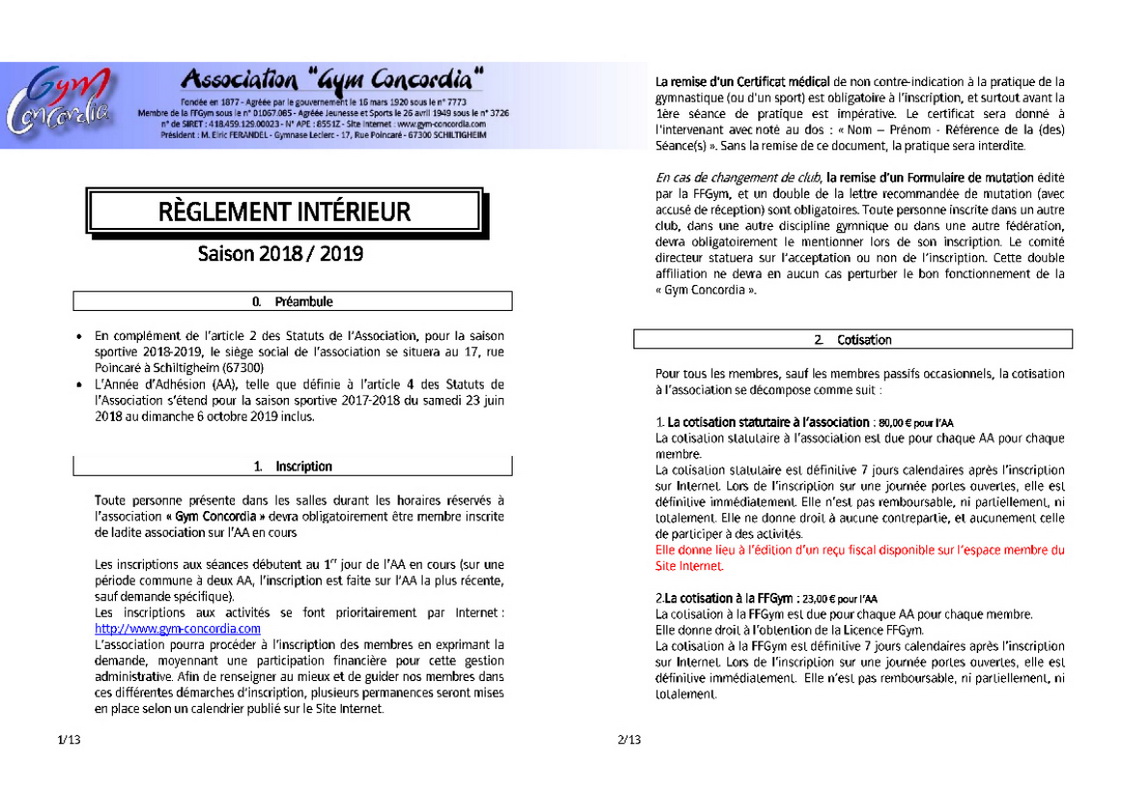 Gym Concordia
Association "Gym Concordia"
Fondée en 1877 - Agréée par le gouvernement le 16 mars 1920 sous le n° 7773
Membre de la FFGym sous le n° 01067.085 - Agréée Jeunesse et Sports le 26 avril 1949 sous le n° 3726
n° de SIRET : 418.459.129.00023 - N° APE : 8551Z - Site Internet : www.gym-concordia.com
Président : M. Elric FERANDEL - Gymnase Leclerc - 17, Rue Poincaré - 67300 SCHILTIGHEIM
RÈGLEMENT INTÉRIEUR
Saison 2018 / 2019
0. Préambule
• En complément de l'article 2 des Statuts de l'Association, pour la saison
sportive 2018-2019, le siège social de l'association se situera au 17, rue
Poincaré à Schiltigheim (67300)
• L'Année d'Adhésion (AA), telle que définie à l'article 4 des Statuts de
l'Association s'étend pour la saison sportive 2017-2018 du samedi 23 juin
2018 au dimanche 6 octobre 2019 inclus.
1. Inscription
Toute personne présente dans les salles durant les horaires réservés à
l'association « Gym Concordia » devra obligatoirement être membre inscrite
de ladite association sur l'AA en cours
Les inscriptions aux séances débutent au 1er jour de l'AA en cours (sur une
période commune à deux AA, l'inscription est faite sur l'AA la plus récente,
sauf demande spécifique).
Les inscriptions aux activités se font prioritairement par Internet :
http://www.gym-concordia.com
L'association pourra procéder à l'inscription des membres en exprimant la
demande, moyennant une participation financière pour cette gestion
administrative. Afin de renseigner au mieux et de guider nos membres dans
ces différentes démarches d'inscription, plusieurs permanences seront mises
en place selon un calendrier publié sur le Site Internet.
1/13
La remise d'un Certificat médical de non contre-indication à la pratique de la
gymnastique (ou d'un sport) est obligatoire à l'inscription, et surtout avant la
1ère séance de pratique est impérative. Le certificat sera donné à
l'intervenant avec noté au dos : « Nom – Prénom - Référence de la (des)
Séance(s) ». Sans la remise de ce document, la pratique sera interdite.
En cas de changement de club, la remise d'un Formulaire de mutation édité
par la FFGym, et un double de la lettre recommandée de mutation (avec
accusé de réception) sont obligatoires. Toute personne inscrite dans un autre
club, dans une autre discipline gymnique ou dans une autre fédération,
devra obligatoirement le mentionner lors de son inscription. Le comité
directeur statuera sur l'acceptation ou non de l'inscription. Cette double
affiliation ne devra en aucun cas perturber le bon fonctionnement de la
« Gym Concordia ».
2. Cotisation
Pour tous les membres, sauf les membres passifs occasionnels, la cotisation
à l'association se décompose comme suit :
1. La cotisation statutaire à l'association : 80,00 € pour l'AA
La cotisation statutaire à l'association est due pour chaque AA pour chaque
membre.
La cotisation statutaire est définitive 7 jours calendaires après l'inscription
sur Internet. Lors de l'inscription sur une journée portes ouvertes, elle est
définitive immédiatement. Elle n'est pas remboursable, ni partiellement, ni
totalement. Elle ne donne droit à aucune contrepartie, et aucunement celle
de participer à des activités.
Elle donne lieu à l'édition d'un reçu fiscal disponible sur l'espace membre du
Site Internet.
2.La cotisation à la FFGym : 23,00 € pour l'AA
La cotisation à la FFGym est due pour chaque AA pour chaque membre.
Elle donne droit à l'obtention de la Licence FFGym.
La cotisation à la FFGym est définitive 7 jours calendaires après l'inscription
sur Internet. Lors de l'inscription sur une journée portes ouvertes, elle est
définitive immédiatement. Elle n'est pas remboursable, ni partiellement, ni
totalement.
2/13